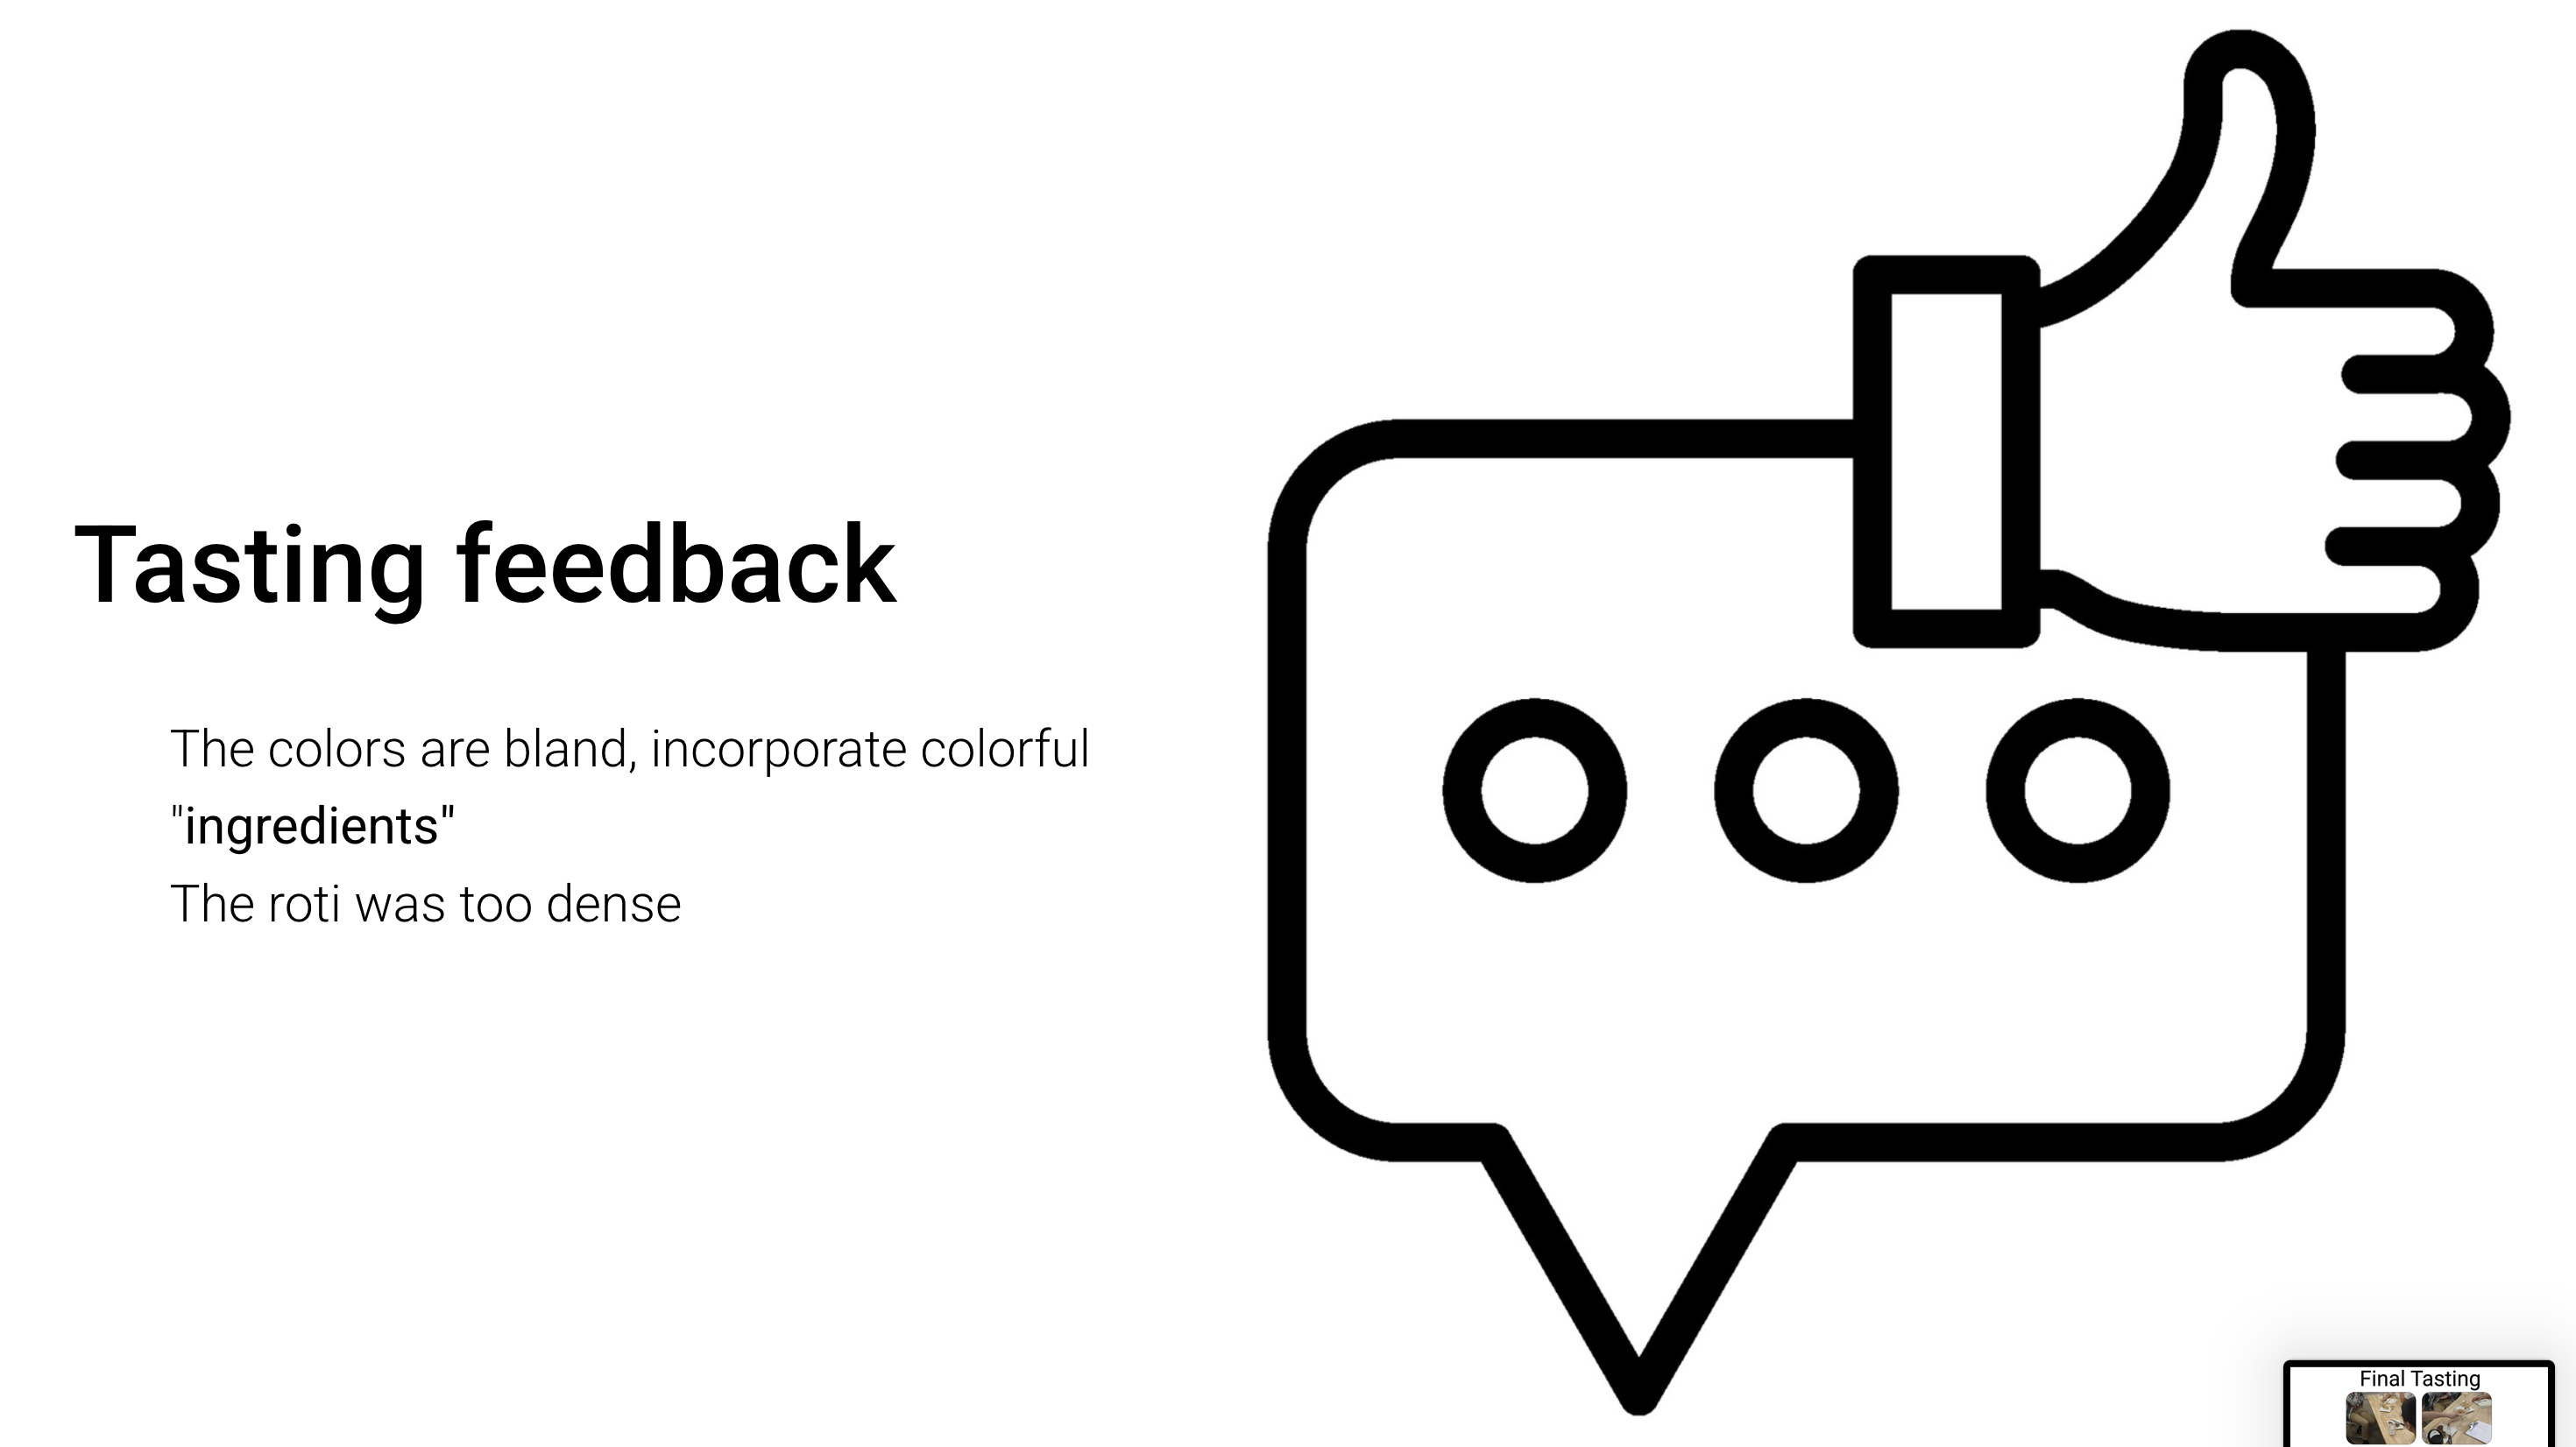 Tasting feedback
The colors are bland, incorporate colorful
"ingredients"
The roti was too dense
Final Tasting